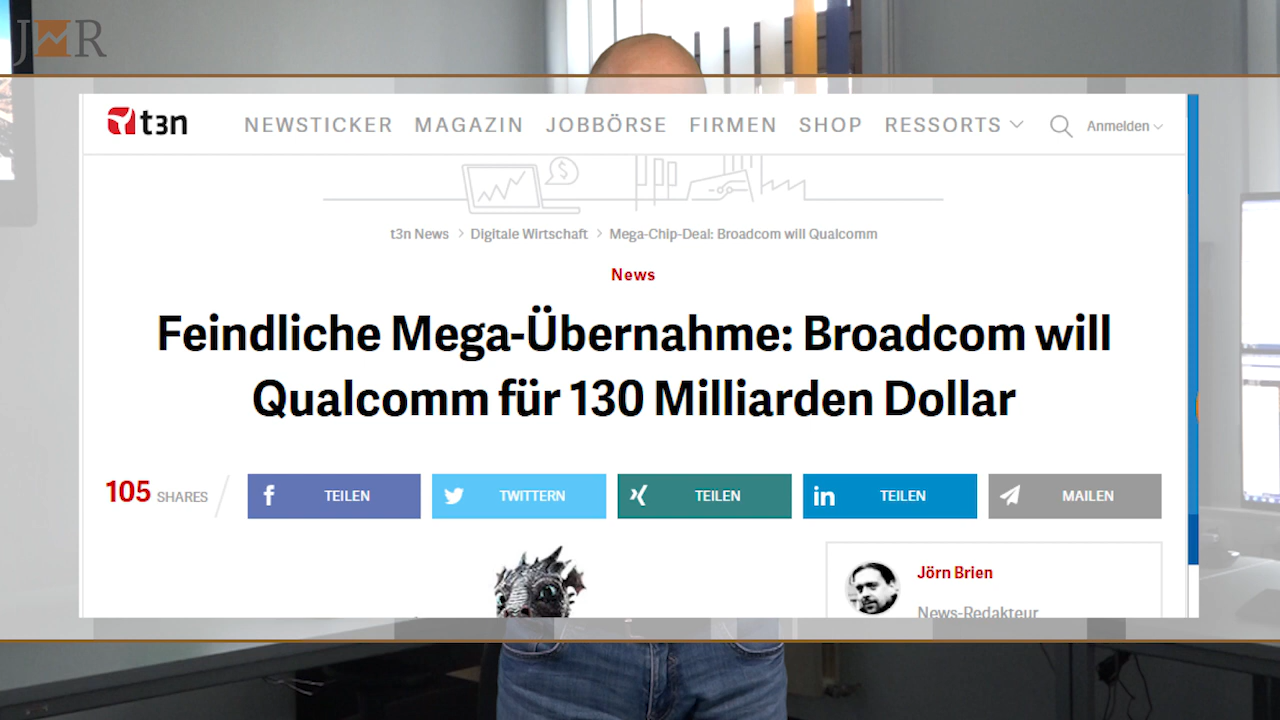 JMR
t3n
NEWSTICKER MAGAZIN JOBBÖRSE FIRMEN SHOP RESSORTS Anmelden
t3n News > Digitale Wirtschaft > Mega-Chip-Deal: Broadcom will Qualcomm
News
Feindliche Mega-Übernahme: Broadcom will
Qualcomm für 130 Milliarden Dollar
105 SHARES
TEILEN TWITTERN TEILEN TEILEN MAILEN
Jörn Brien
News-Redakteur